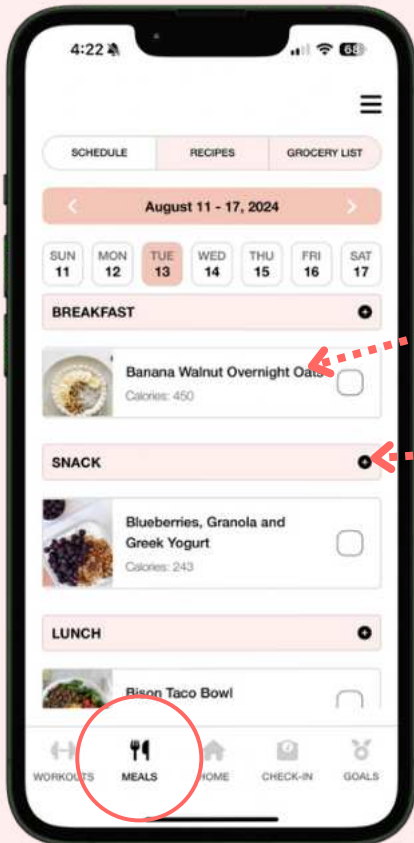 4:22 68
SCHEDULE RECIPES GROCERY LIST
August 11 - 17, 2024
SUN MON TUE WED THU FRI SAT
11 12 13 14 15 16 17
BREAKFAST
Banana Walnut Overnight Oats
Calories: 450
SNACK
Blueberries, Granola and
Greek Yogurt
Calories: 243
LUNCH
Bison Taco Bowl
WORKOUTS MEALS HOME CHECK-IN GOALS